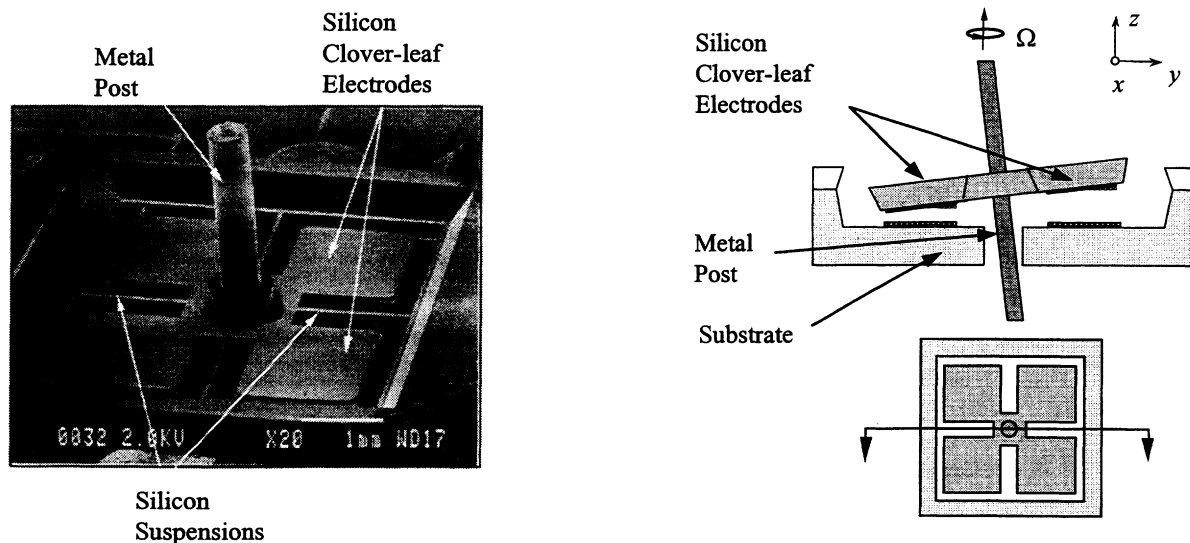 Silicon
Clover-leaf
Electrodes
Metal
Post
0032 2.0KV X20 1mm WD17
Silicon
Suspensions
Silicon
Clover-leaf
Electrodes
Ω
z
x
y
Metal
Post
Substrate